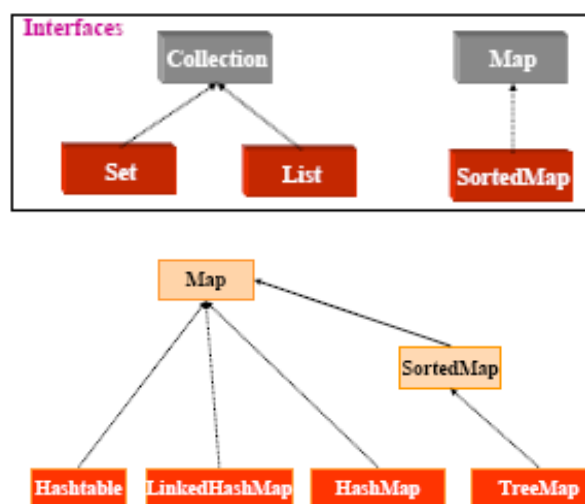 Interfaces
Collection Map
Set List SortedMap
Map
SortedMap
Hashtable LinkedHashMap HashMap TreeMap